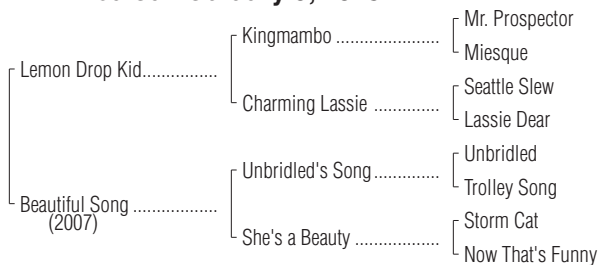 Kingmambo ..................
Mr. Prospector
Miesque
Lemon Drop Kid...............
Charming Lassie ..............
Seattle Slew
Lassie Dear
Unbridled's Song..............
Unbridled
Trolley Song
Beautiful Song .................
(2007)
She's a Beauty .................
Storm Cat
Now That's Funny